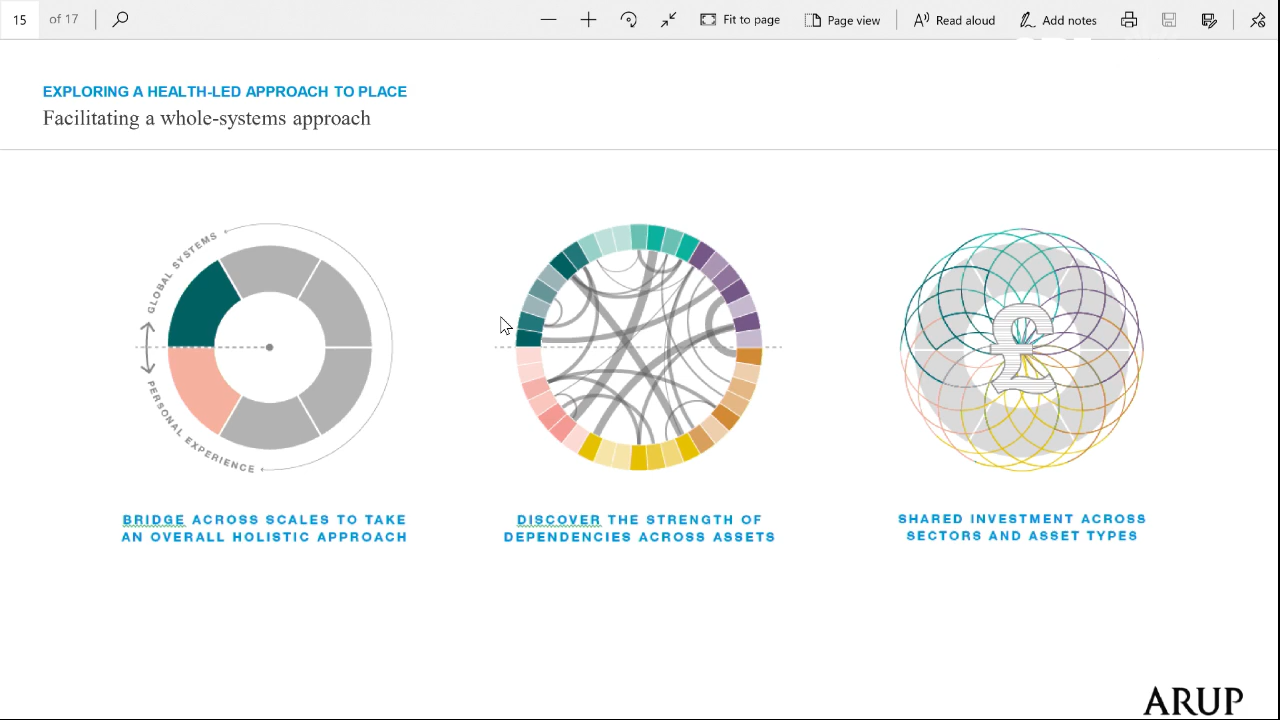 15 of 17 Fit to page Page view Read aloud Add notes
EXPLORING A HEALTH-LED APPROACH TO PLACE
Facilitating a whole-systems approach
GLOBAL SYSTEMS
PERSONAL EXPERIENCE
£
BRIDGE ACROSS SCALES TO TAKE
AN OVERALL HOLISTIC APPROACH
DISCOVER THE STRENGTH OF
DEPENDENCIES ACROSS ASSETS
SHARED INVESTMENT ACROSS
SECTORS AND ASSET TYPES
ARUP